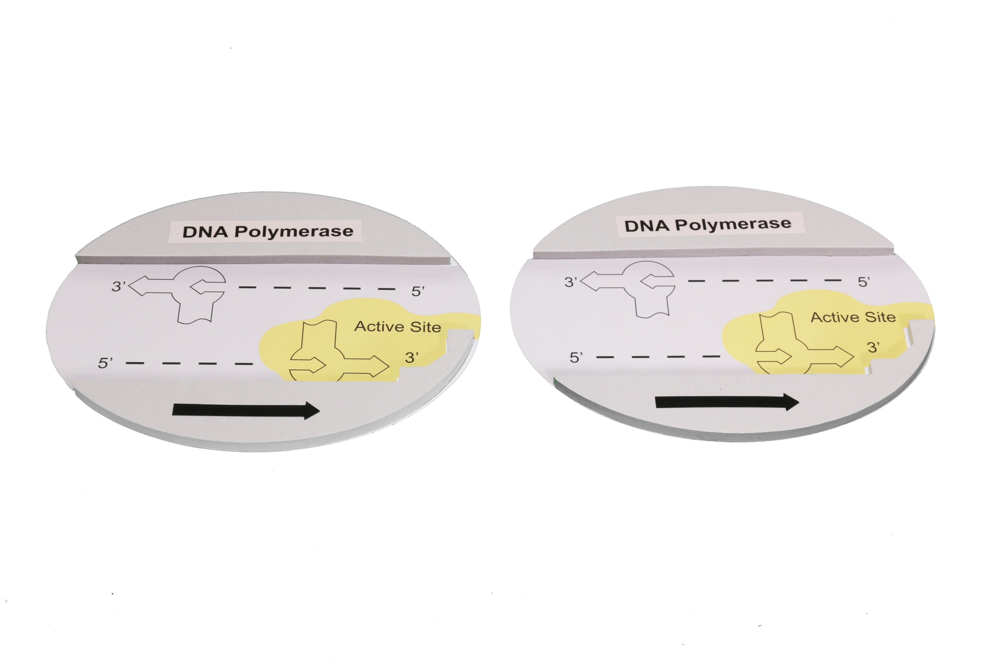 DNA Polymerase
3’
5’
Active Site
5’
3’
DNA Polymerase
3’
5’
Active Site
5’
3’